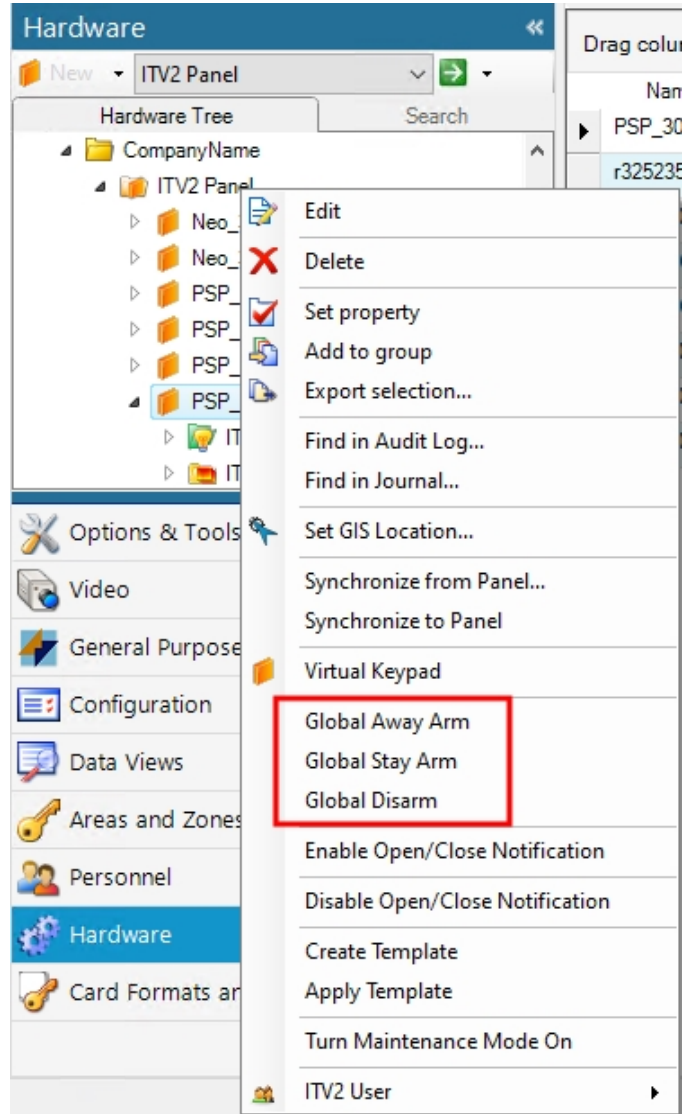 Hardware «
New ITV2 Panel
Hardware Tree Search
CompanyName
ITV2 Panel
Neo_
Neo_
PSP_
PSP_
PSP_
PSP_
IT
IT
Drag colu
Nam
PSP_30
r325235
Edit
Delete
Set property
Add to group
Export selection...
Find in Audit Log...
Find in Journal...
Set GIS Location...
Synchronize from Panel...
Synchronize to Panel
Virtual Keypad
Global Away Arm
Global Stay Arm
Global Disarm
Enable Open/Close Notification
Disable Open/Close Notification
Create Template
Apply Template
Turn Maintenance Mode On
ITV2 User
Options & Tools
Video
General Purpose
Configuration
Data Views
Areas and Zones
Personnel
Hardware
Card Formats ar